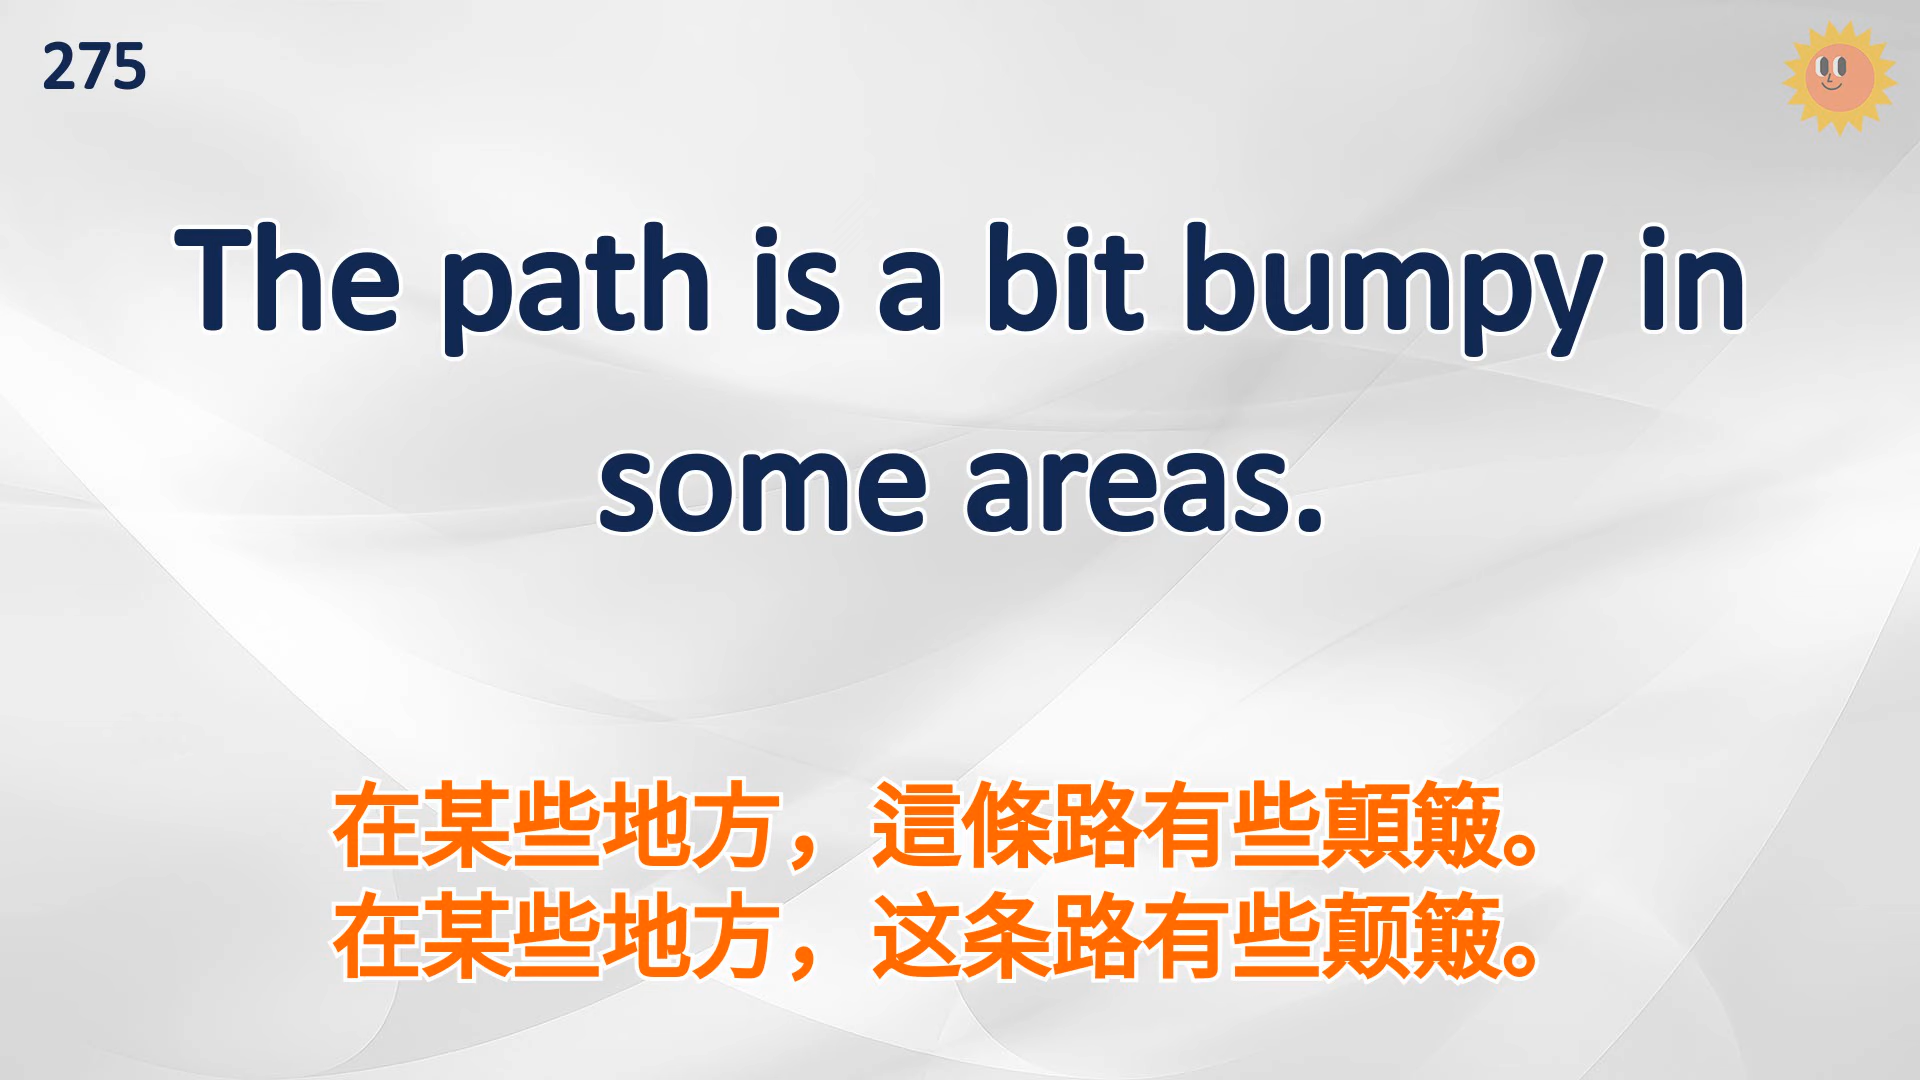 275
The path is a bit bumpy in
some areas.
在某些地方，這條路有些顛簸。
在某些地方，这条路有些颠簸。